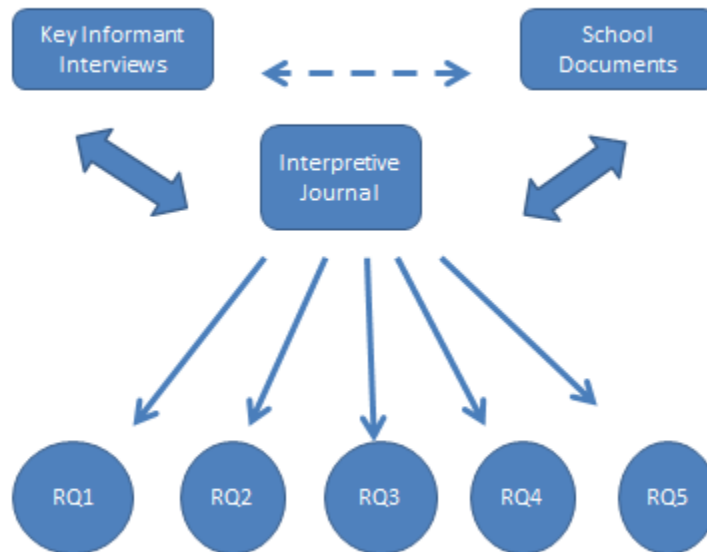 Key Informant
Interviews
School
Documents
Interpretive
Journal
RQ1
RQ2
RQ3
RQ4
RQ5